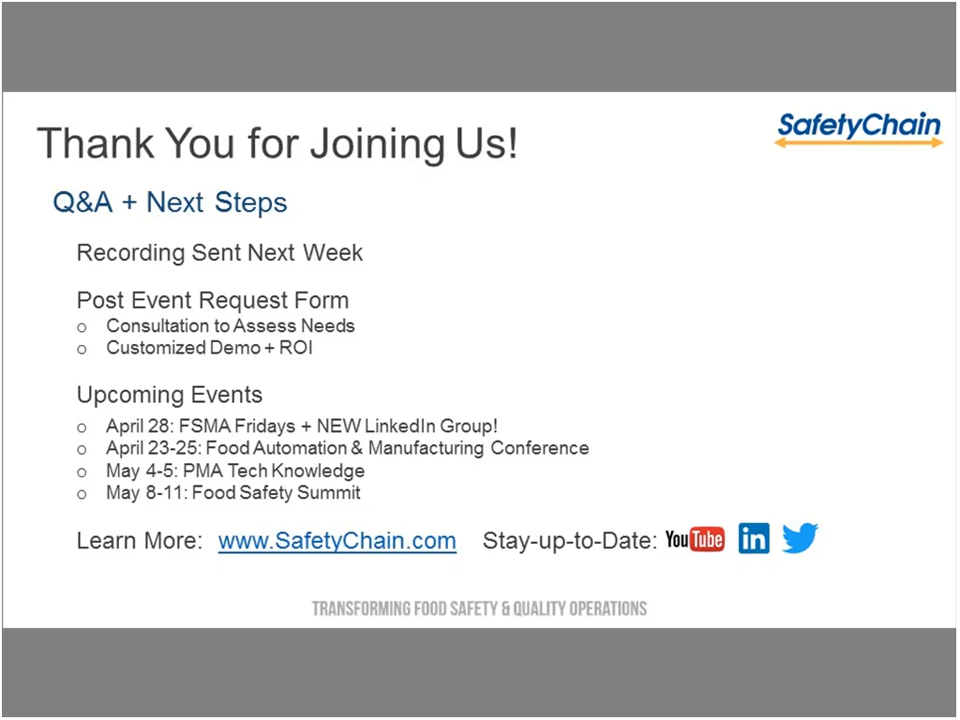 SafetyChain
Thank You for Joining Us!
Q&A + Next Steps
Recording Sent Next Week
Post Event Request Form
o Consultation to Assess Needs
o Customized Demo + ROI
Upcoming Events
o April 28: FSMA Fridays + NEW LinkedIn Group!
o April 23-25: Food Automation & Manufacturing Conference
o May 4-5: PMA Tech Knowledge
o May 8-11: Food Safety Summit
Learn More: www.SafetyChain.com Stay-up-to-Date: YouTube in
TRANSFORMING FOOD SAFETY & QUALITY OPERATIONS